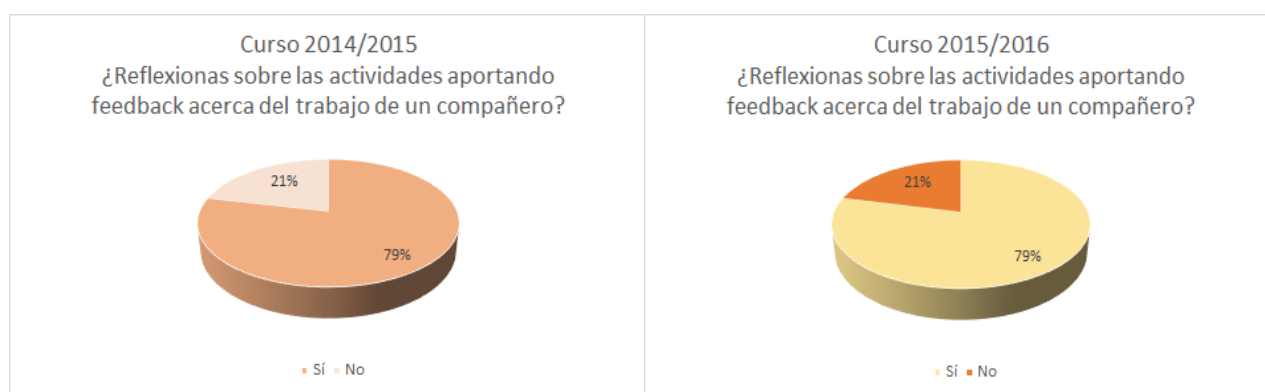 Curso 2014/2015
¿Reflexionas sobre las actividades aportando
feedback acerca del trabajo de un compañero?
21%
79%
Sí No
Curso 2015/2016
¿Reflexionas sobre las actividades aportando
feedback acerca del trabajo de un compañero?
21%
79%
Sí No